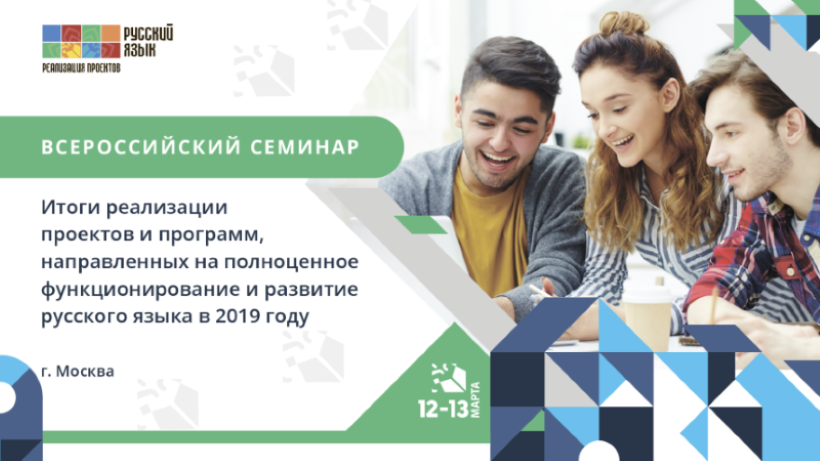 РУССКИЙ
ЯЗЫК
РЕАЛИЗАЦИЯ ПРОЕКТОВ
ВСЕРОССИЙСКИЙ СЕМИНАР
Итоги реализации
проектов и программ,
направленных на полноценное
функционирование и развитие
русского языка в 2019 году
г. Москва
12-13
МАРТА